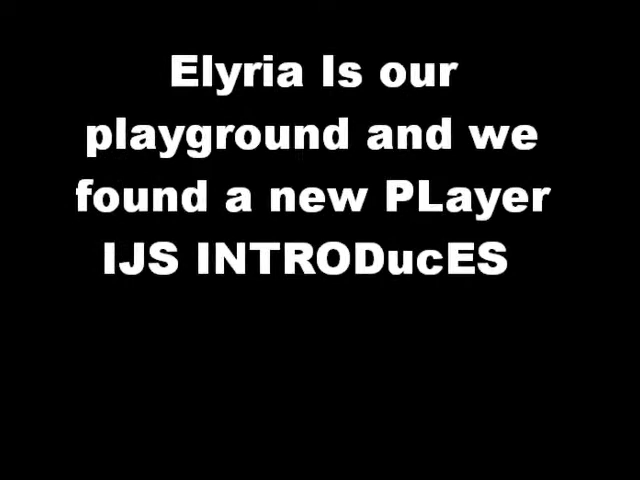 Elyria Is our
playground and we
found a new PLayer
IJS INTRODucES